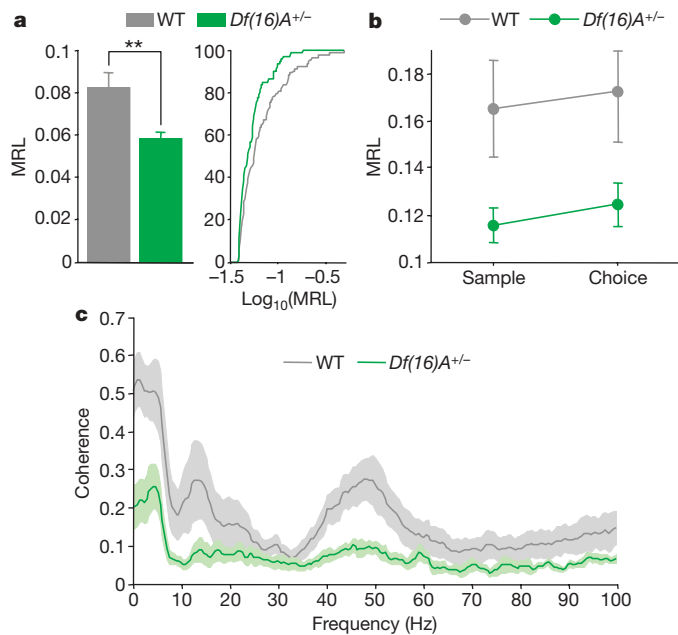 a
WT
Df(16)A+/–
b
WT
Df(16)A+/–
**
MRL
0.1
0.08
0.06
0.04
0.02
0
100
80
60
40
20
0
–1.5
–1
–0.5
Log10(MRL)
MRL
0.18
0.16
0.14
0.12
0.1
Sample
Choice
c
WT
Df(16)A+/–
Coherence
0.7
0.6
0.5
0.4
0.3
0.2
0.1
0
0 10 20 30 40 50 60 70 80 90 100
Frequency (Hz)